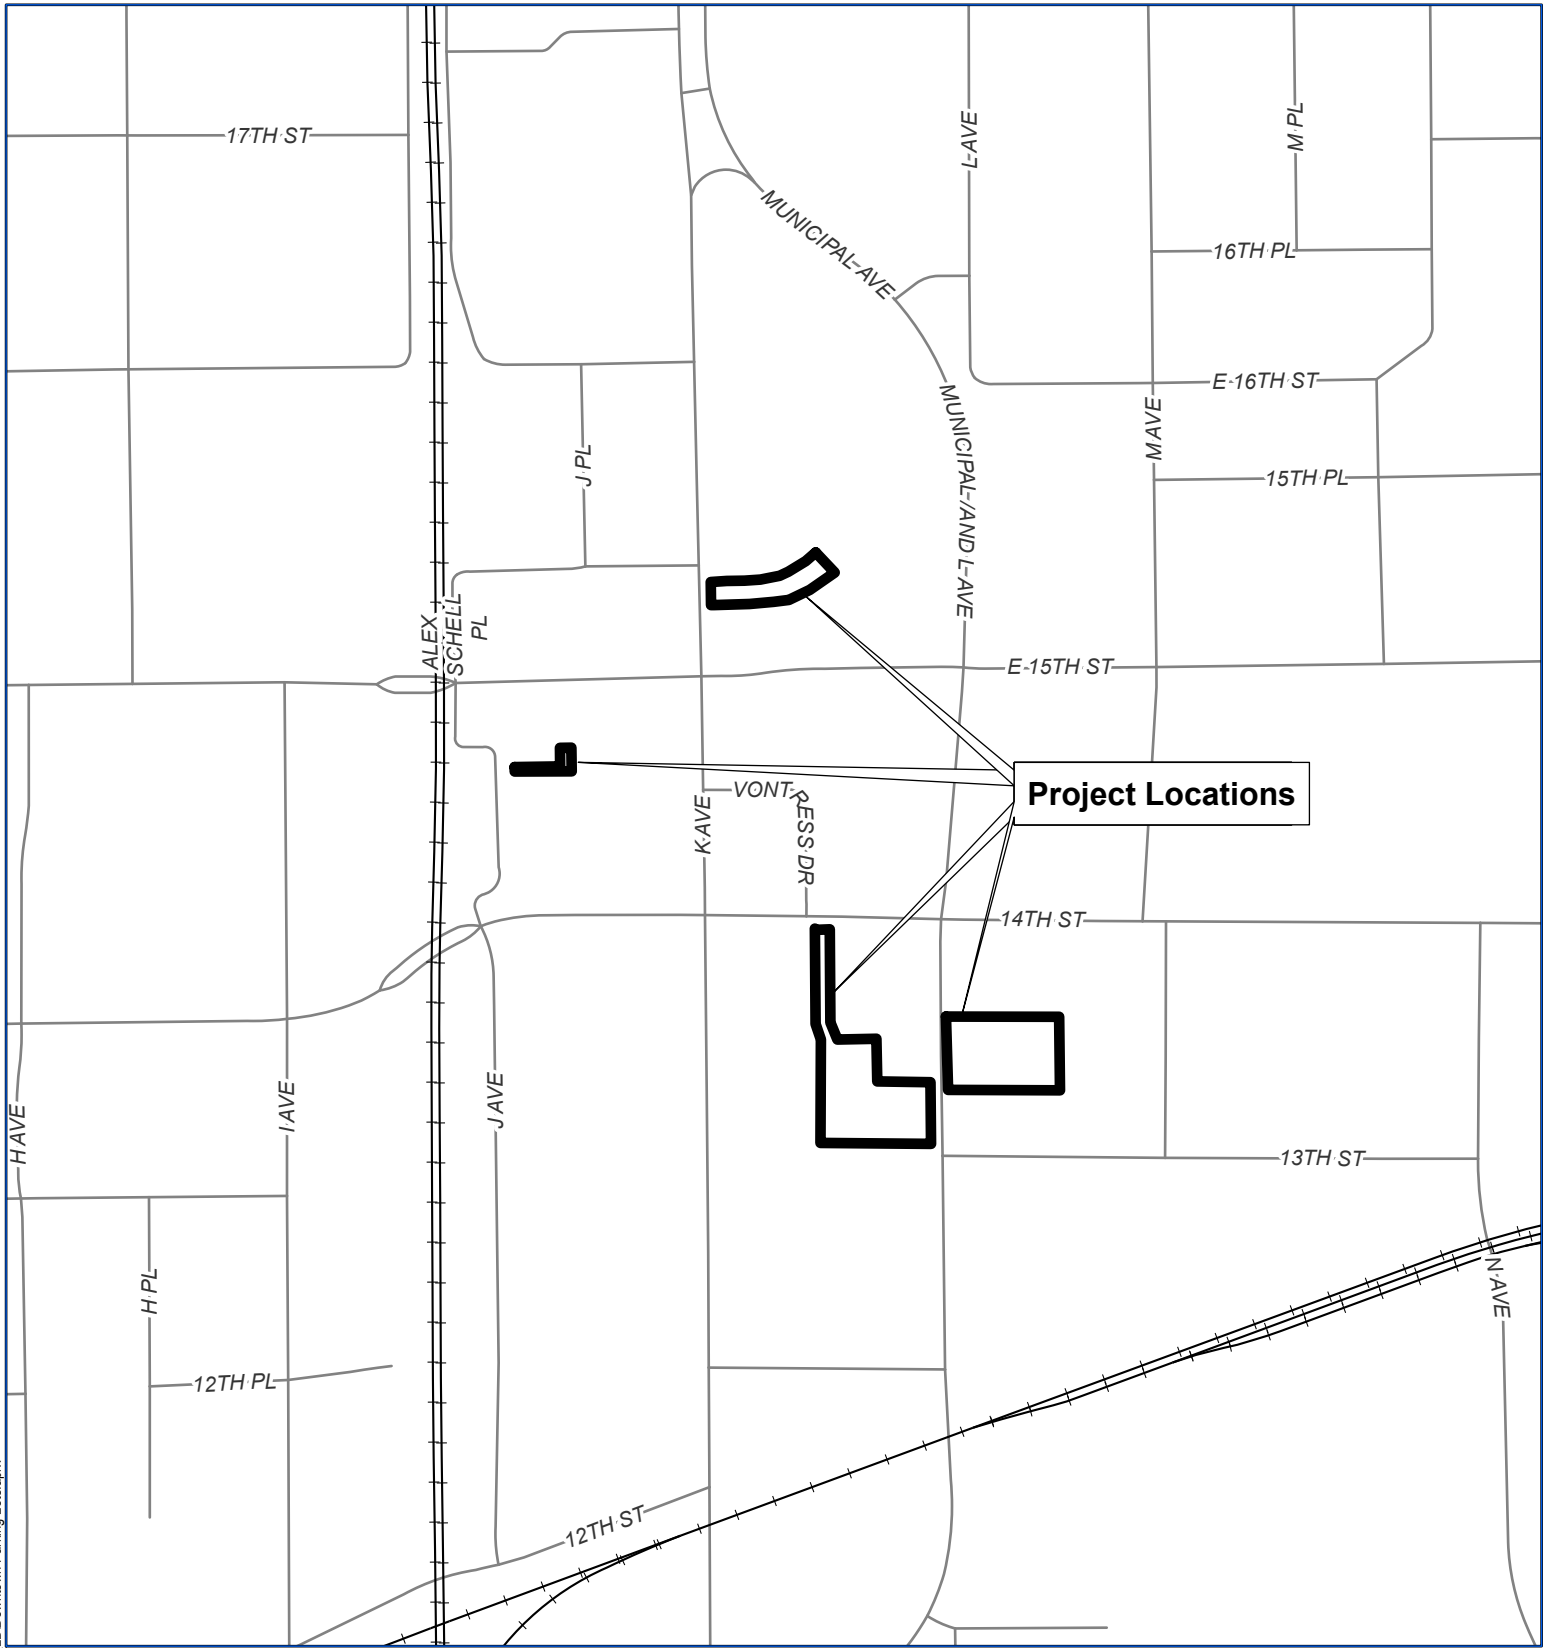 17TH ST
L AVE
M PL
MUNICIPAL AVE
16TH PL
E 16TH ST
MUNICIPAL /AND L AVE
M AVE
J PL
15TH PL
ALEX
SCHELL
PL
E 15TH ST
Project Locations
VONTRESS DR
K AVE
14TH ST
H AVE
I AVE
J AVE
13TH ST
H PL
N AVE
12TH PL
12TH ST